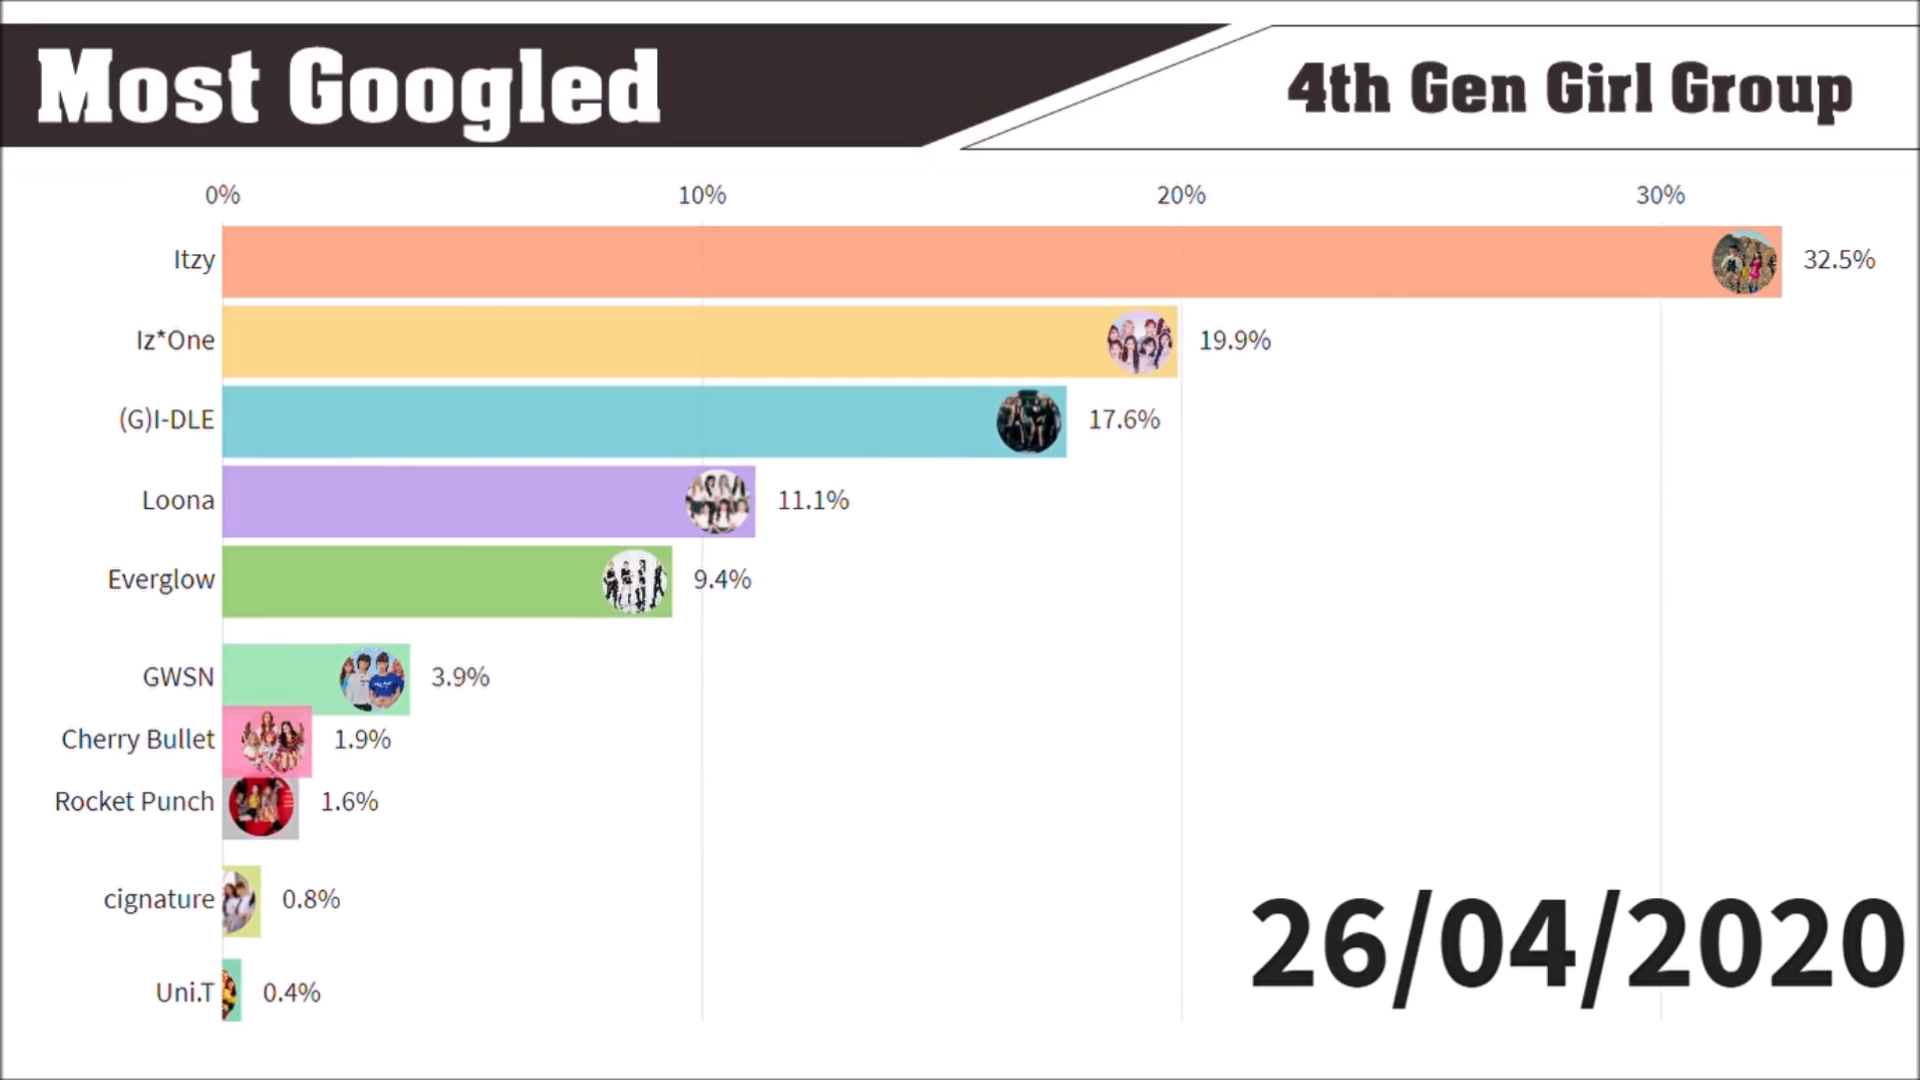 Most Googled
4th Gen Girl Group
0% 10% 20% 30%
Itzy 32.5%
Iz*One 19.9%
(G)I-DLE 17.6%
Loona 11.1%
Everglow 9.4%
GWSN 3.9%
Cherry Bullet 1.9%
Rocket Punch 1.6%
cignature 0.8%
Uni.T 0.4%
26/04/2020